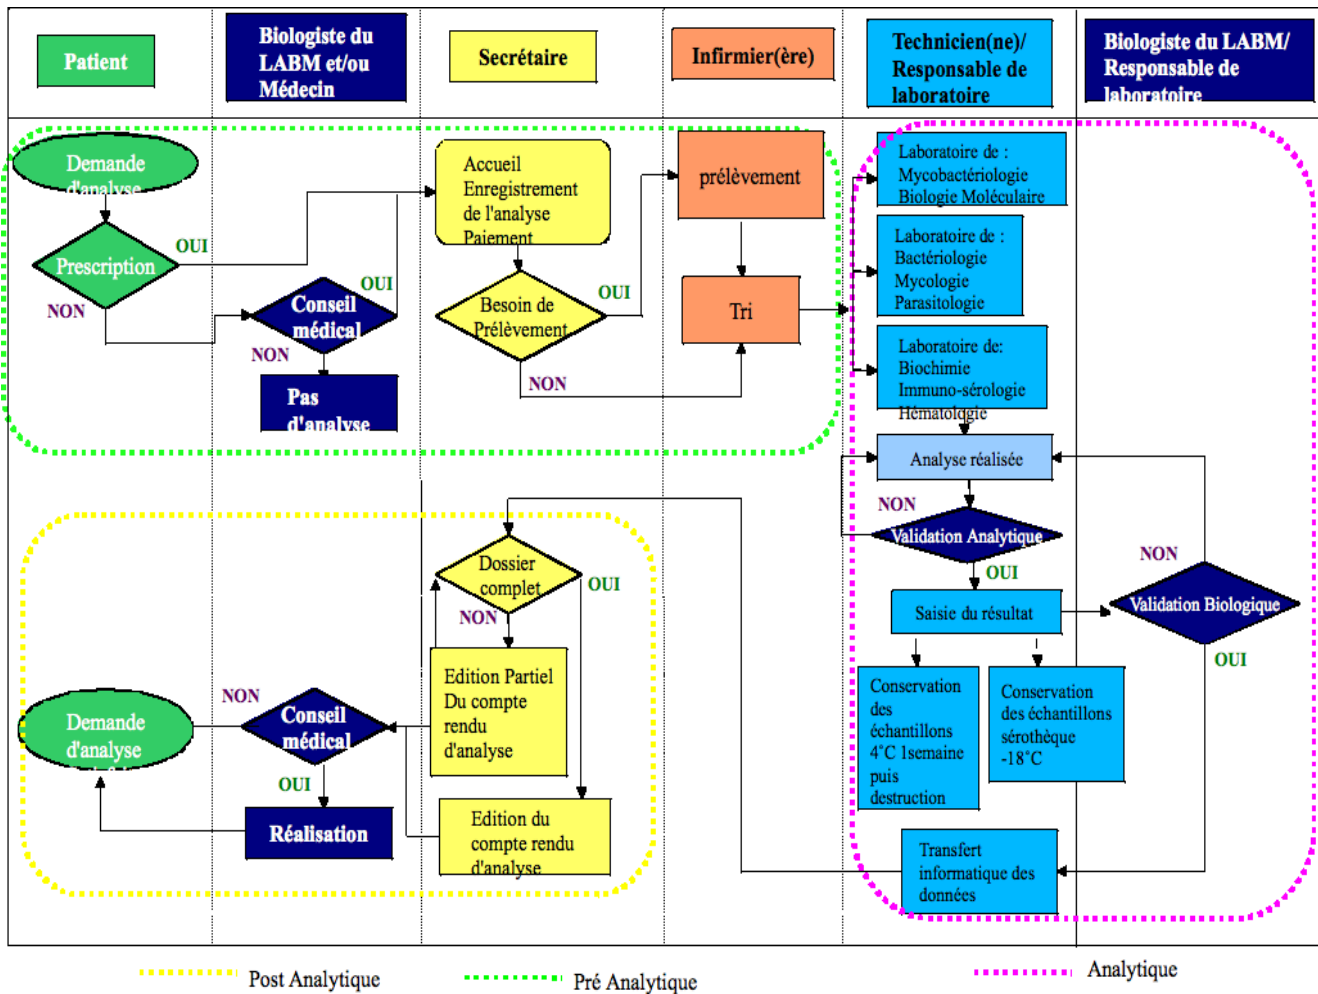 Patient
Biologiste du
LABM et/ou
Médecin
Secrétaire
Infirmier(ère)
Technicien(ne)/
Responsable de
laboratoire
Biologiste du LABM/
Responsable de
laboratoire
Demande
d'analyse
Prescription
OUI
NON
Conseil
médical
OUI
NON
Pas
d'analyse
Accueil
Enregistrement
de l'analyse
Paiement
Besoin de
Prélèvement
OUI
NON
prélèvement
Tri
Laboratoire de :
Mycobactériologie
Biologie Moléculaire
Laboratoire de :
Bactériologie
Mycologie
Parasitologie
Laboratoire de:
Biochimie
Immuno-sérologie
Hématologie
Analyse réalisée
NON
Validation Analytique
OUI
Saisie du résultat
NON
Validation Biologique
OUI
Conservation
des
échantillons
4°C 1semaine
puis
destruction
Conservation
des échantillons
sérothèque
-18°C
Transfert
informatique des
données
Dossier
complet
OUI
NON
Edition Partiel
Du compte
rendu
d'analyse
Edition du
compte rendu
d'analyse
NON
Conseil
médical
OUI
Réalisation
Demande
d'analyse
Post Analytique
Pré Analytique
Analytique